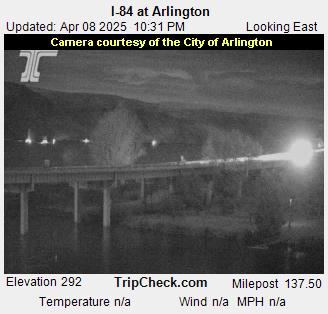 I-84 at Arlington
Updated: Apr 08 2025 10:31 PM Looking East
Camera courtesy of the City of Arlington
Elevation 292 TripCheck.com Milepost 137.50
Temperature n/a Wind n/a MPH n/a